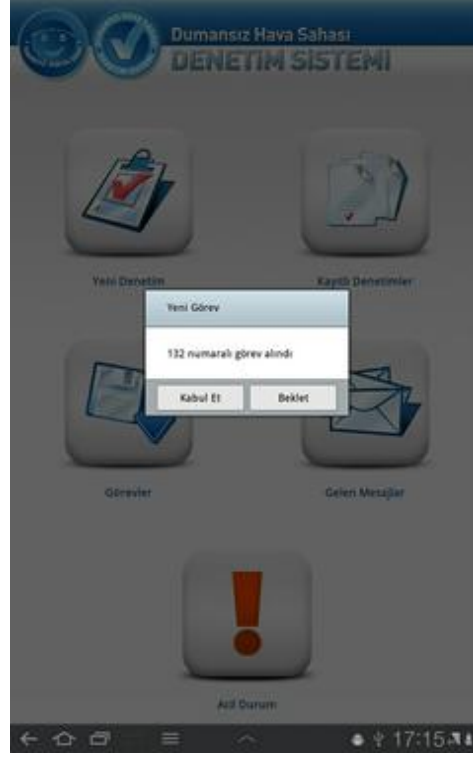 Dumansız Hava Sahası
DENETİM SİSTEMİ
Yeni Denetim
Kayıtlı Denetimler
Yeni Görev
132 numaralı görev alındı
Kabul Et
Beklet
Görevler
Gelen Mesajlar
Acil Durum
17:15